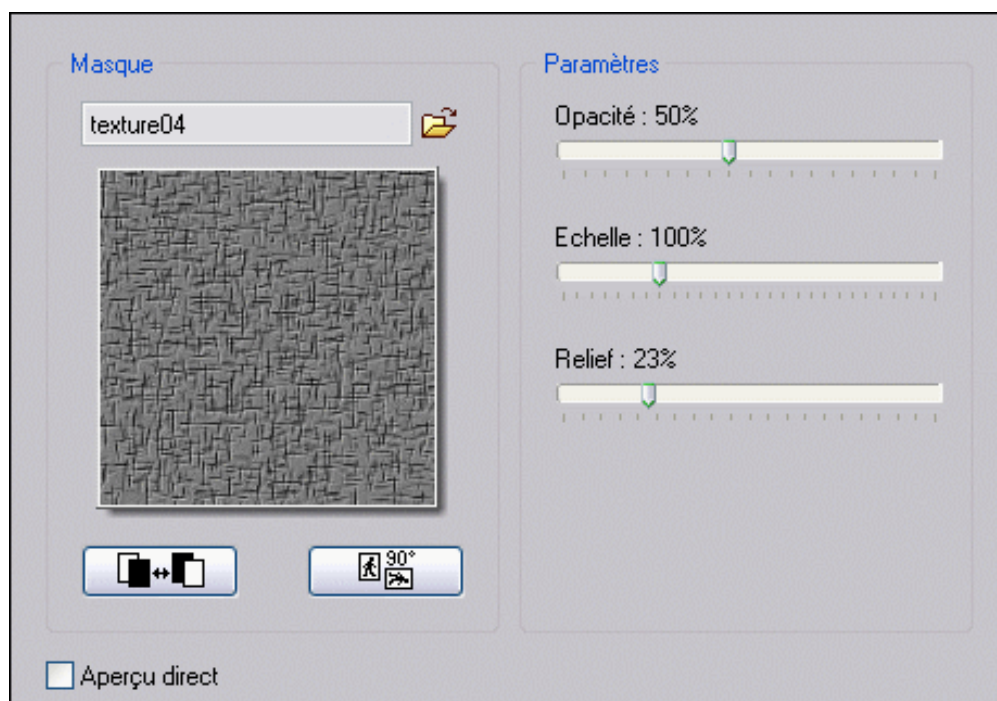 Masque
texture04
90°
Paramètres
Opacité : 50%
Echelle : 100%
Relief : 23%
Aperçu direct